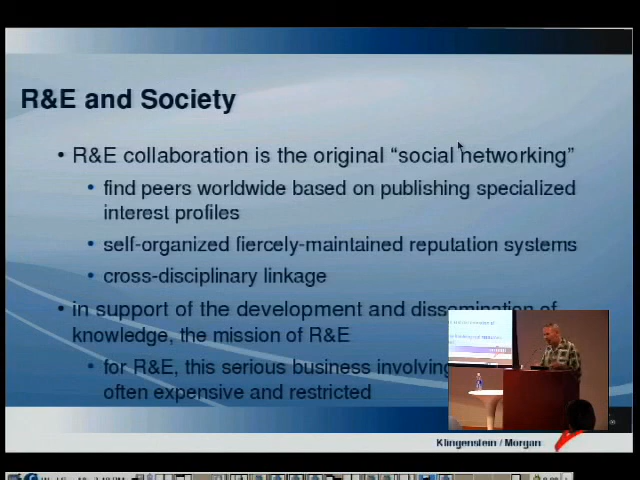 R&E and Society
• R&E collaboration is the original “social networking”
• find peers worldwide based on publishing specialized
interest profiles
• self-organized fiercely-maintained reputation systems
• cross-disciplinary linkage
• in support of the development and dissemination of
knowledge, the mission of R&E
• for R&E, this serious business involving
often expensive and restricted
Klingenstein / Morgan